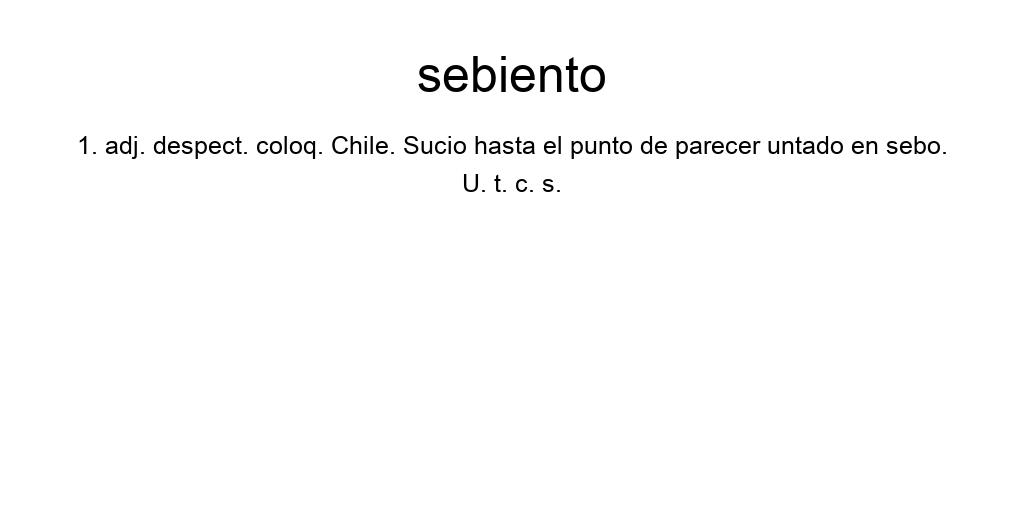 sebiento
1. adj. despect. coloq. Chile. Sucio hasta el punto de parecer untado en sebo.
U. t. c. s.